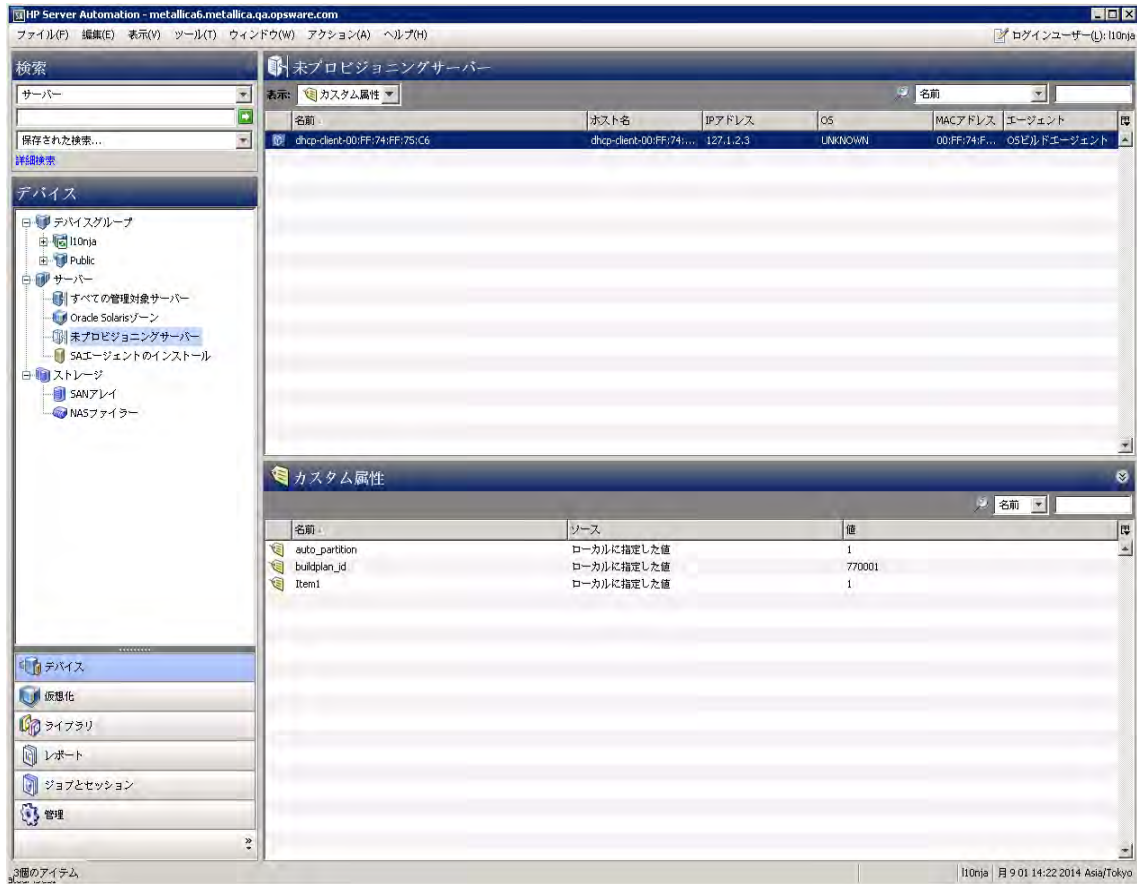 HP Server Automation - metallica6.metallica.qa.opsware.com
ファイル(F) 編集(E) 表示(V) ツール(T) ウィンドウ(W) アクション(A) ヘルプ(H)
ログインユーザー(L): l10nja
検索
サーバー
保存された検索...
詳細検索
デバイス
デバイスグループ
l10nja
Public
サーバー
すべての管理対象サーバー
Oracle Solarisゾーン
未プロビジョニングサーバー
SAエージェントのインストール
ストレージ
SANアレイ
NASファイラー
デバイス
仮想化
ライブラリ
レポート
ジョブとセッション
管理
未プロビジョニングサーバー
表示: カスタム属性
名前
名前 ホスト名 IPアドレス OS MACアドレス エージェント
dhcp-client-00:FF:74:FF:75:C6 dhcp-client-00:FF:74:... 127.1.2.3 UNKNOWN 00:FF:74:F... OSビルドエージェント
カスタム属性
名前
名前 ソース 値
auto_partition ローカルに指定した値 1
buildplan_id ローカルに指定した値 770001
Item1 ローカルに指定した値 1
3個のアイテム
l10nja 月 9 01 14:22 2014 Asia/Tokyo